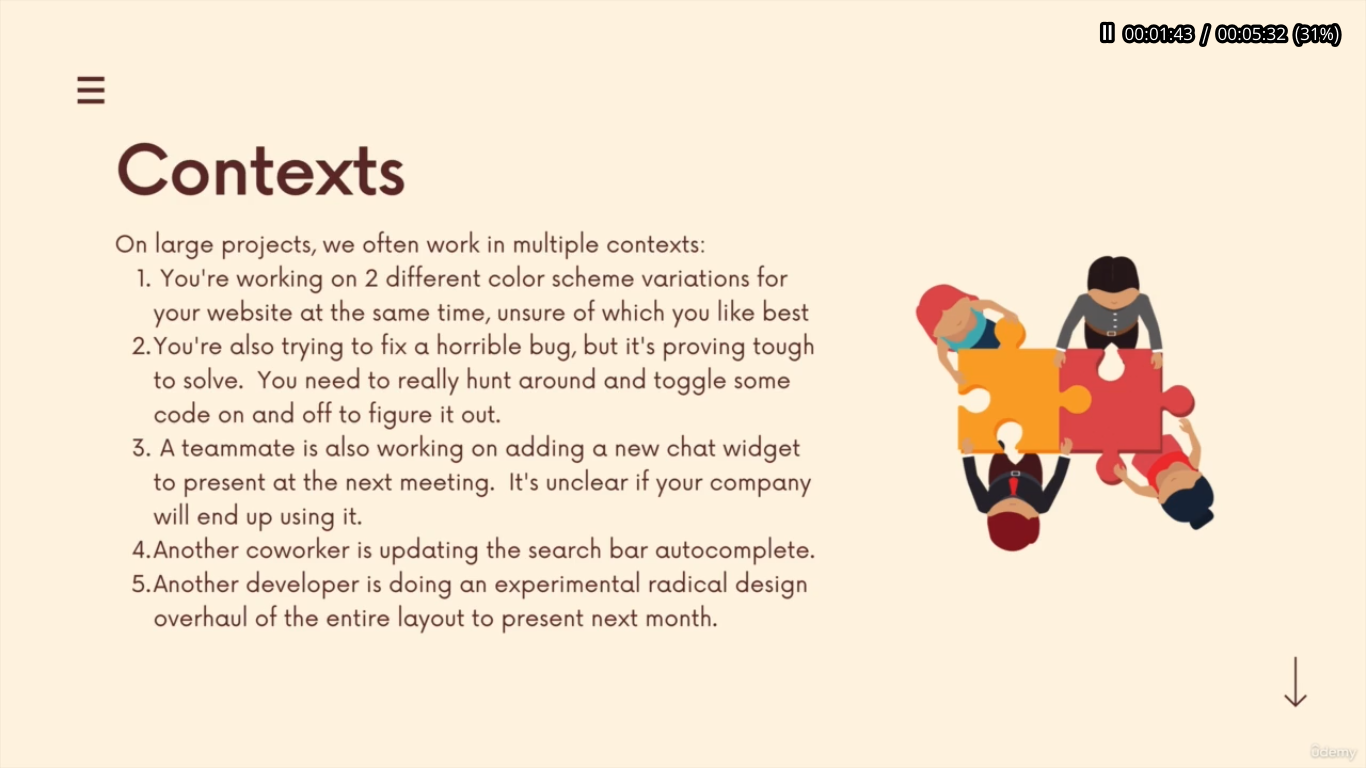 00:01:43 / 00:05:32 (31%)
Contexts
On large projects, we often work in multiple contexts:
1. You're working on 2 different color scheme variations for
your website at the same time, unsure of which you like best
2.You're also trying to fix a horrible bug, but it's proving tough
to solve.  You need to really hunt around and toggle some
code on and off to figure it out.
3. A teammate is also working on adding a new chat widget
to present at the next meeting.  It's unclear if your company
will end up using it.
4.Another coworker is updating the search bar autocomplete.
5.Another developer is doing an experimental radical design
overhaul of the entire layout to present next month.
ûdemy